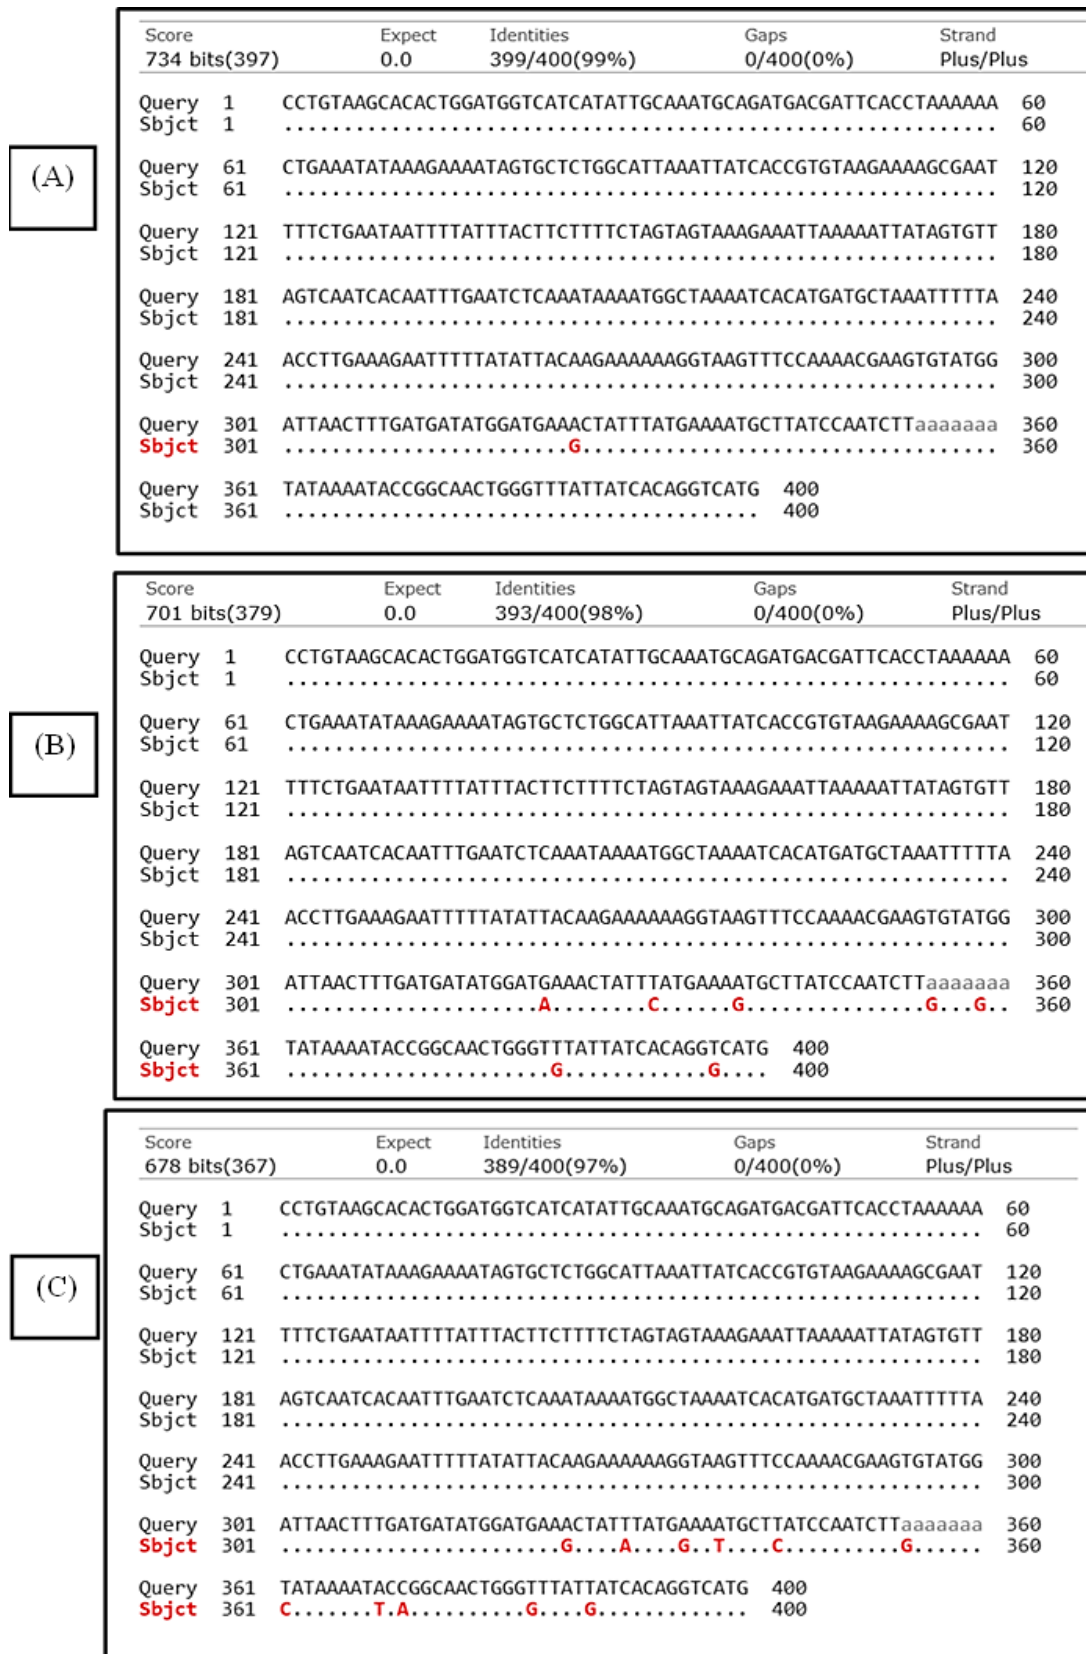 Score Expect Identities Gaps Strand
734 bits(397) 0.0 399/400(99%) 0/400(0%) Plus/Plus
Query 1 CCTGTAAGCACACTGGATGGTCATCATATTGCAAATGCAGATGACGATTCACCTAAAAAA 60
Sbjct 1 ............................................................ 60
(A)
Query 61 CTGAAATATAAAGAAAATAGTGCTCTGGCATTAAATTATCACCGTGTAAGAAAAGCGAAT 120
Sbjct 61 ............................................................ 120
Query 121 TTTCTGAATAATTTTATTTACTTCTTTTCTAGTAGTAAAGAAATTAAAAATTATAGTGTT 180
Sbjct 121 ............................................................ 180
Query 181 AGTCAATCACAATTTGAATCTCAAATAAAATGGCTAAAATCACATGATGCTAAATTTTTA 240
Sbjct 181 ............................................................ 240
Query 241 ACCTTGAAAGAATTTTTATATTACAAGAAAAAAGGTAAGTTTCCAAAACGAAGTGTATGG 300
Sbjct 241 ............................................................ 300
Query 301 ATTAACTTTGATGATATGGATGAAACTATTTATGAAAATGCTTATCCAATCTTaaaaaaa 360
Sbjct 301 ........................G................................... 360
Query 361 TATAAAATACCGGCAACTGGGTTTATTATCACAGGTCATG 400
Sbjct 361 ........................................ 400
Score Expect Identities Gaps Strand
701 bits(379) 0.0 393/400(98%) 0/400(0%) Plus/Plus
Query 1 CCTGTAAGCACACTGGATGGTCATCATATTGCAAATGCAGATGACGATTCACCTAAAAAA 60
Sbjct 1 ............................................................ 60
(B)
Query 61 CTGAAATATAAAGAAAATAGTGCTCTGGCATTAAATTATCACCGTGTAAGAAAAGCGAAT 120
Sbjct 61 ............................................................ 120
Query 121 TTTCTGAATAATTTTATTTACTTCTTTTCTAGTAGTAAAGAAATTAAAAATTATAGTGTT 180
Sbjct 121 ............................................................ 180
Query 181 AGTCAATCACAATTTGAATCTCAAATAAAATGGCTAAAATCACATGATGCTAAATTTTTA 240
Sbjct 181 ............................................................ 240
Query 241 ACCTTGAAAGAATTTTTATATTACAAGAAAAAAGGTAAGTTTCCAAAACGAAGTGTATGG 300
Sbjct 241 ............................................................ 300
Query 301 ATTAACTTTGATGATATGGATGAAACTATTTATGAAAATGCTTATCCAATCTTaaaaaaa 360
Sbjct 301 .....................A........C......G...............G...G.. 360
Query 361 TATAAAATACCGGCAACTGGGTTTATTATCACAGGTCATG 400
Sbjct 361 ......................G............G.... 400
Score Expect Identities Gaps Strand
678 bits(367) 0.0 389/400(97%) 0/400(0%) Plus/Plus
Query 1 CCTGTAAGCACACTGGATGGTCATCATATTGCAAATGCAGATGACGATTCACCTAAAAAA 60
Sbjct 1 ............................................................ 60
(C)
Query 61 CTGAAATATAAAGAAAATAGTGCTCTGGCATTAAATTATCACCGTGTAAGAAAAGCGAAT 120
Sbjct 61 ............................................................ 120
Query 121 TTTCTGAATAATTTTATTTACTTCTTTTCTAGTAGTAAAGAAATTAAAAATTATAGTGTT 180
Sbjct 121 ............................................................ 180
Query 181 AGTCAATCACAATTTGAATCTCAAATAAAATGGCTAAAATCACATGATGCTAAATTTTTA 240
Sbjct 181 ............................................................ 240
Query 241 ACCTTGAAAGAATTTTTATATTACAAGAAAAAAGGTAAGTTTCCAAAACGAAGTGTATGG 300
Sbjct 241 ............................................................ 300
Query 301 ATTAACTTTGATGATATGGATGAAACTATTTATGAAAATGCTTATCCAATCTTaaaaaaa 360
Sbjct 301 ........................G....A....G..T....C..........G...... 360
Query 361 TATAAAATACCGGCAACTGGGTTTATTATCACAGGTCATG 400
Sbjct 361 C.......T.A..........G....G............. 400